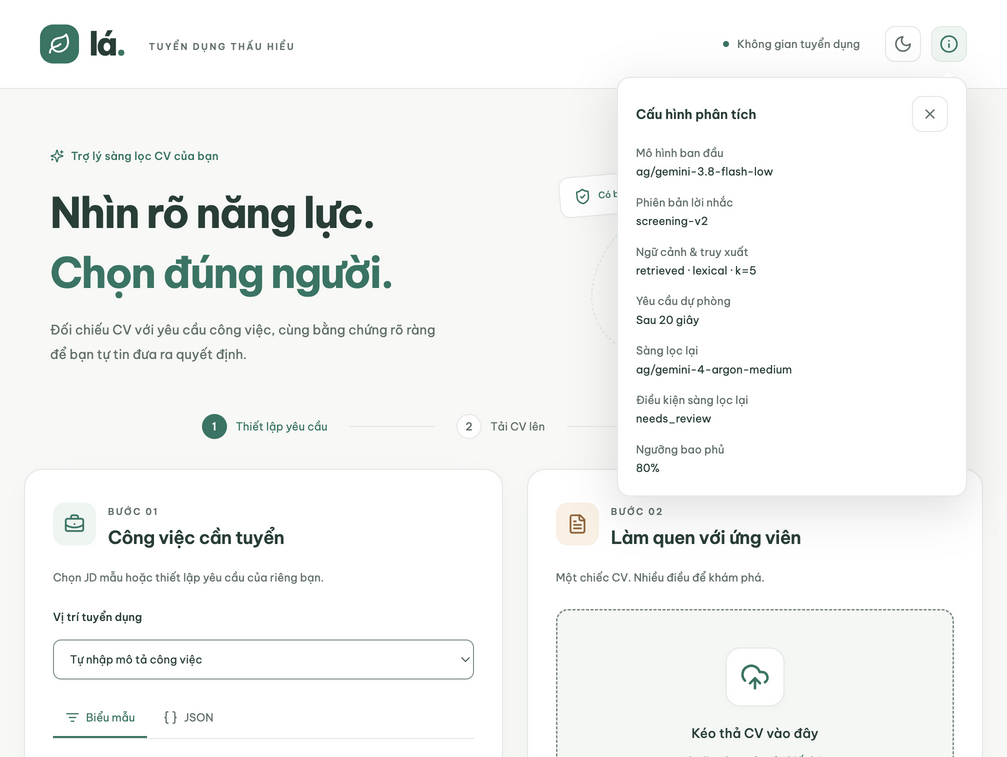 lá.
TUYỂN DỤNG THẤU HIỂU
Không gian tuyển dụng
Cấu hình phân tích
Mô hình ban đầu
ag/gemini-3.8-flash-low
Phiên bản lời nhắc
screening-v2
Ngữ cảnh & truy xuất
retrieved · lexical · k=5
Yêu cầu dự phòng
Sau 20 giây
Sàng lọc lại
ag/gemini-4-argon-medium
Điều kiện sàng lọc lại
needs_review
Ngưỡng bao phủ
80%
Trợ lý sàng lọc CV của bạn
Nhìn rõ năng lực.
Chọn đúng người.
Đối chiếu CV với yêu cầu công việc, cùng bằng chứng rõ ràng
để bạn tự tin đưa ra quyết định.
Có
1 Thiết lập yêu cầu
2 Tải CV lên
BƯỚC 01
Công việc cần tuyển
Chọn JD mẫu hoặc thiết lập yêu cầu của riêng bạn.
Vị trí tuyển dụng
Tự nhập mô tả công việc
Biểu mẫu
{} JSON
BƯỚC 02
Làm quen với ứng viên
Một chiếc CV. Nhiều điều để khám phá.
Kéo thả CV vào đây